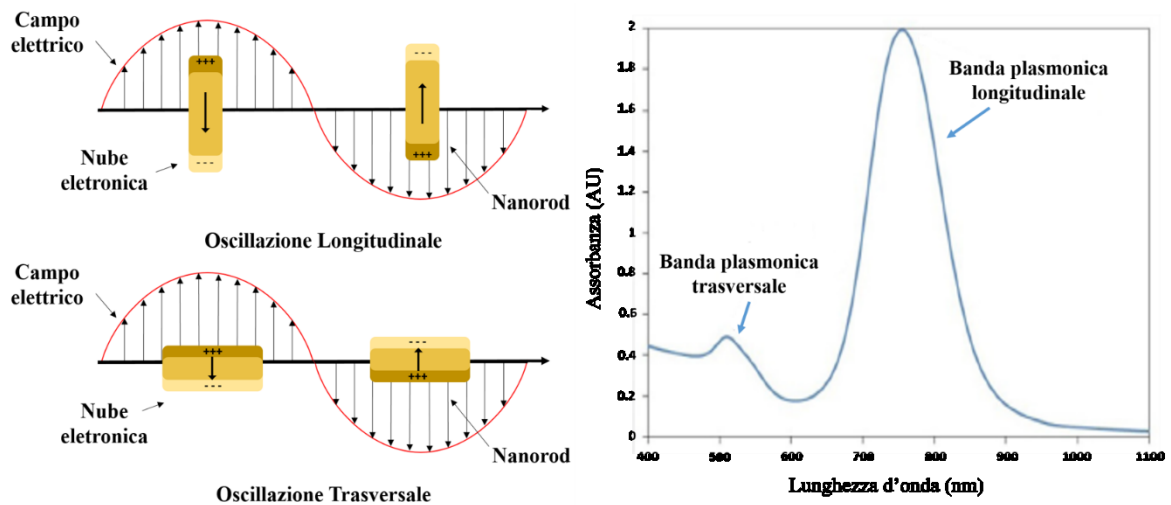 Campo
elettrico
+++
- - -
Nube
eletronica
- - -
+++
Nanorod
Oscillazione Longitudinale
Campo
elettrico
+++
- - -
Nube
eletronica
- - -
+++
Nanorod
Oscillazione Trasversale
Assorbanza (AU)
2
1.8
1.6
1.4
1.2
1
0.8
0.6
0.4
0.2
0
Banda plasmonica
longitudinale
Banda plasmonica
trasversale
400 500 600 700 800 900 1000 1100
Lunghezza d'onda (nm)